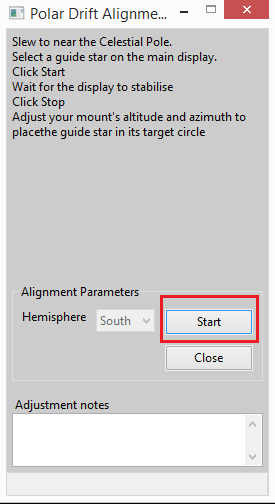 Polar Drift Alignme...
Slew to near the Celestial Pole.
Select a guide star on the main display.
Click Start
Wait for the display to stabilise
Click Stop
Adjust your mount's altitude and azimuth to
placethe guide star in its target circle
Alignment Parameters
Hemisphere South Start
Close
Adjustment notes